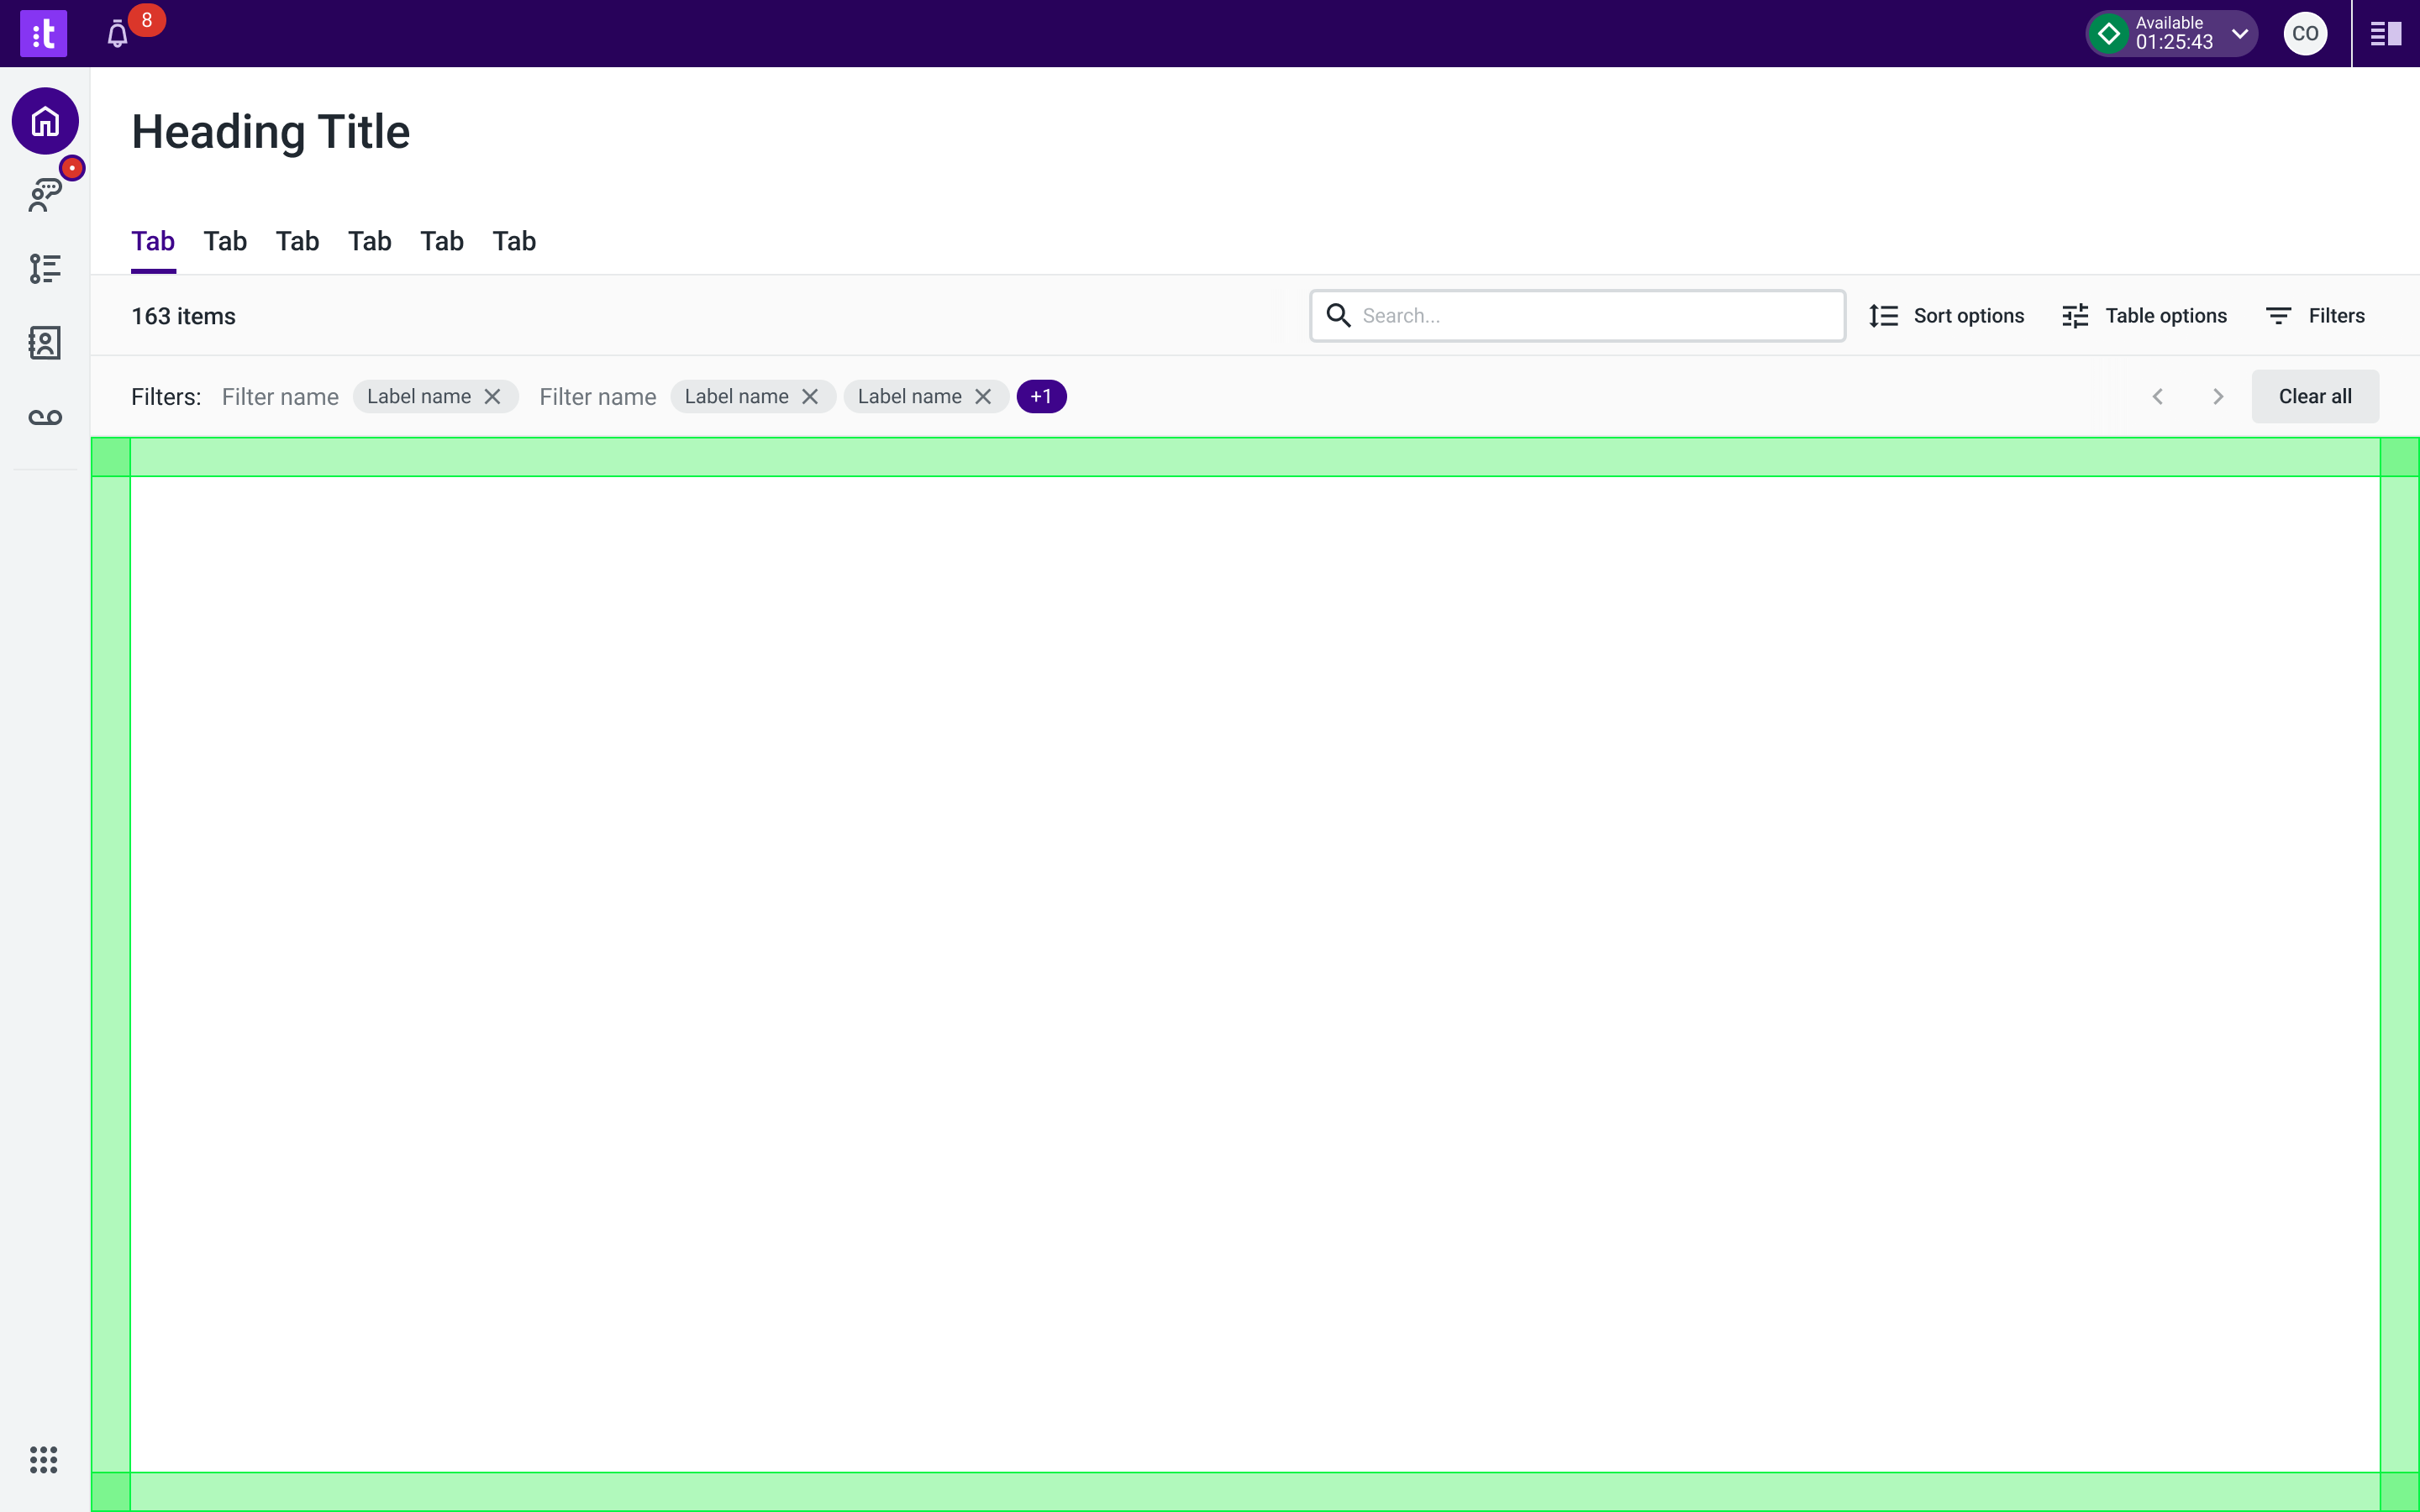 :t
8
Available
01:25:43
CO
Heading Title
Tab Tab Tab Tab Tab Tab
163 items
Search...
Sort options
Table options
Filters
Filters: Filter name Label name Filter name Label name Label name +1
Clear all